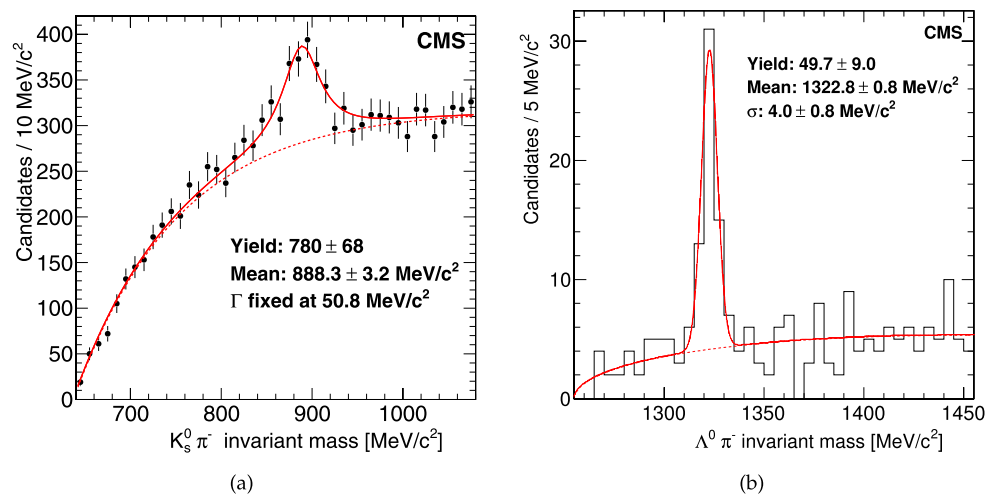 CMS
Candidates / 10 MeV/c²
400
350
300
250
200
150
100
50
0
Yield: 780 ± 68
Mean: 888.3 ± 3.2 MeV/c²
Γ fixed at 50.8 MeV/c²
700 800 900 1000
K⁰ₛ π⁻ invariant mass [MeV/c²]
(a)
CMS
Candidates / 5 MeV/c²
30
20
10
0
Yield: 49.7 ± 9.0
Mean: 1322.8 ± 0.8 MeV/c²
σ: 4.0 ± 0.8 MeV/c²
1300 1350 1400 1450
Λ⁰ π⁻ invariant mass [MeV/c²]
(b)